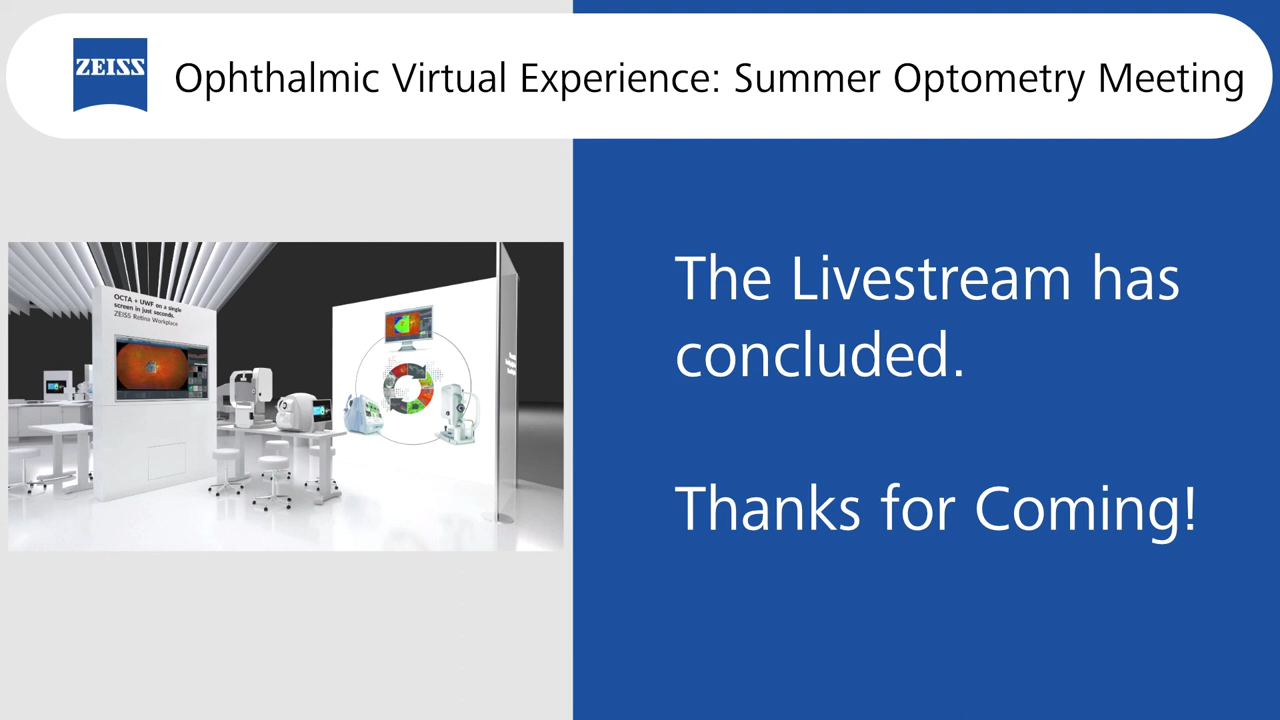 ZEISS
Ophthalmic Virtual Experience: Summer Optometry Meeting
OCTA + UWF on a single
screen in just seconds.
ZEISS Retina Workplace
The Livestream has
concluded.
Thanks for Coming!